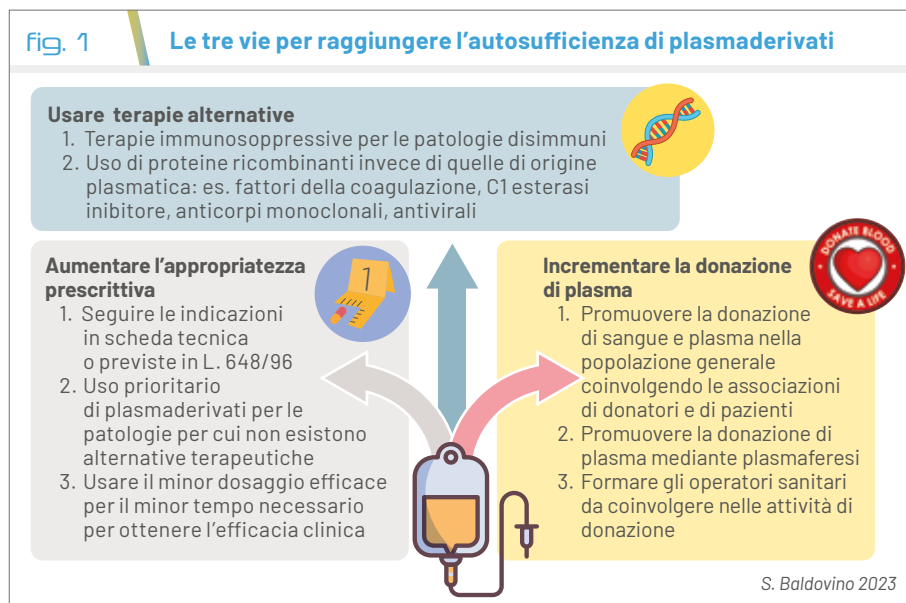 fig. 1
Le tre vie per raggiungere l’autosufficienza di plasmaderivati
Usare terapie alternative
1. Terapie immunosoppressive per le patologie disimmuni
2. Uso di proteine ricombinanti invece di quelle di origine
plasmatica: es. fattori della coagulazione, C1 esterasi
inibitore, anticorpi monoclonali, antivirali
Aumentare l’appropriatezza
prescrittiva
1
1. Seguire le indicazioni
in scheda tecnica
o previste in L. 648/96
2. Uso prioritario
di plasmaderivati per le
patologie per cui non esistono
alternative terapeutiche
3. Usare il minor dosaggio efficace
per il minor tempo necessario
per ottenere l’efficacia clinica
Incrementare la donazione
di plasma
DONATE BLOOD
SAVE A LIFE
1. Promuovere la donazione
di sangue e plasma nella
popolazione generale
coinvolgendo le associazioni
di donatori e di pazienti
2. Promuovere la donazione di
plasma mediante plasmaferesi
3. Formare gli operatori sanitari
da coinvolgere nelle attività di
donazione
S. Baldovino 2023